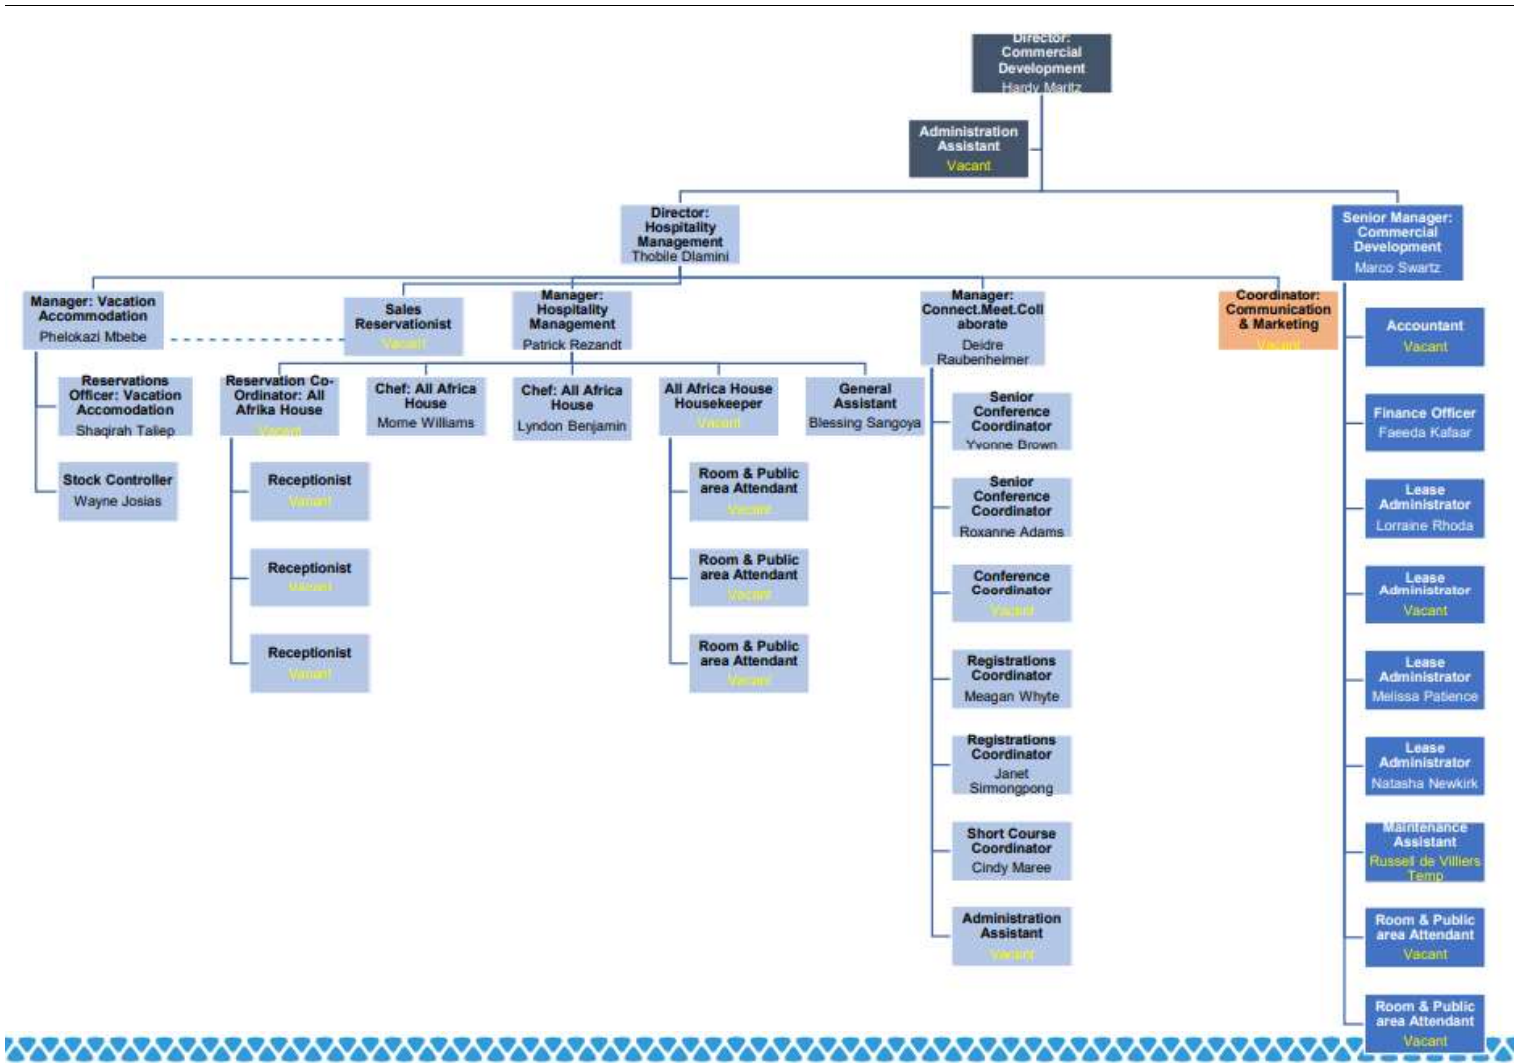 Director:
Commercial
Development
Hardy Maritz
Administration
Assistant
Vacant
Director:
Hospitality
Management
Thobile Dlamini
Senior Manager:
Commercial
Development
Marco Swartz
Manager: Vacation
Accommodation
Phelokazi Mbebe
Sales
Reservationist
Vacant
Manager:
Hospitality
Management
Patrick Rezandt
Manager:
Connect.Meet.Coll
aborate
Deidre
Raubenheimer
Coordinator:
Communication
& Marketing
Vacant
Reservations
Officer: Vacation
Accomodation
Shaqirah Taliep
Stock Controller
Wayne Josias
Reservation Co-
Ordinator: All
Afrika House
Vacant
Receptionist
Vacant
Receptionist
Vacant
Receptionist
Vacant
Chef: All Africa
House
Morne Williams
Chef: All Africa
House
Lyndon Benjamin
All Africa House
Housekeeper
Vacant
Room & Public
area Attendant
Vacant
Room & Public
area Attendant
Vacant
Room & Public
area Attendant
Vacant
General
Assistant
Blessing Sangoya
Senior
Conference
Coordinator
Yvonne Brown
Senior
Conference
Coordinator
Roxanne Adams
Conference
Coordinator
Vacant
Registrations
Coordinator
Meagan Whyte
Registrations
Coordinator
Janet
Sirmongpong
Short Course
Coordinator
Cindy Maree
Administration
Assistant
Vacant
Accountant
Vacant
Finance Officer
Faeeda Kafaar
Lease
Administrator
Lorraine Rhoda
Lease
Administrator
Vacant
Lease
Administrator
Melissa Patience
Lease
Administrator
Natasha Newkirk
Maintenance
Assistant
Russell de Villiers
Temp
Room & Public
area Attendant
Vacant
Room & Public
area Attendant
Vacant